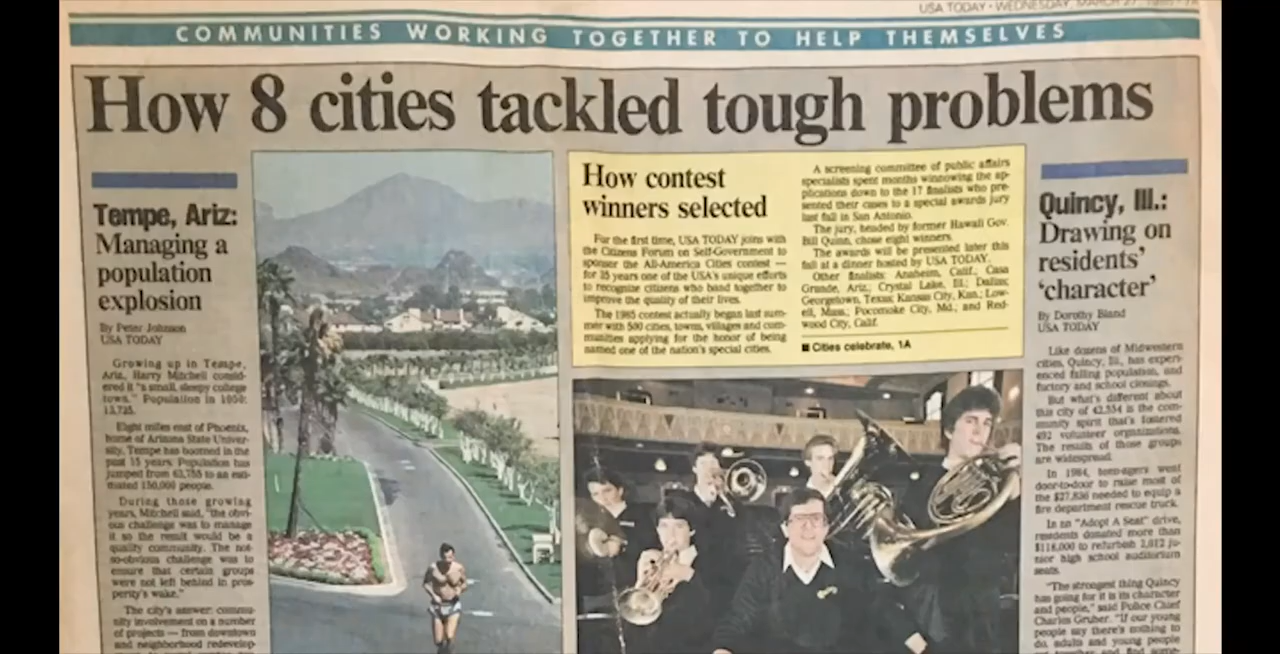 USA TODAY · WEDNESDAY, MARCH 27,
COMMUNITIES WORKING TOGETHER TO HELP THEMSELVES
How 8 cities tackled tough problems
Tempe, Ariz:
Managing a
population
explosion
By Peter Johnson
USA TODAY
Growing up in Tempe,
Ariz., Harry Mitchell consid-
ered it "a small, sleepy college
town." Population in 1950:
Eight miles east of Phoenix,
home of Arizona State Univer-
sity, Tempe has boomed in the
past 15 years. Population has
jumped from to an esti-
mated 130,000 people.
During those growing
years, Mitchell said, "the obvi-
ous challenge was to manage
it so the result would be a
quality community. The not-
so-obvious challenge was to
ensure that certain groups
were not left behind in pros-
perity's wake."
The city's answer: commu-
nity involvement on a number
of projects — from downtown
and neighborhood redevelop-
How contest
winners selected
For the first time, USA TODAY joins with
the Citizens Forum on Self-Government to
sponsor the All-America Cities contest —
for 35 years one of the USA's unique efforts
to recognize citizens who band together to
improve the quality of their lives.
The 1985 contest actually began last sum-
mer with 500 cities, towns, villages and com-
munities applying for the honor of being
named one of the nation's special cities.
A screening committee of public affairs
specialists spent months winnowing the ap-
plications down to the 17 finalists who pre-
sented their cases to a special awards jury
last fall in San Antonio.
The jury, headed by former Hawaii Gov.
Bill Quinn, chose eight winners.
The awards will be presented later this
fall at a dinner hosted by USA TODAY.
Other finalists: Anaheim, Calif.; Casa
Grande, Ariz.; Crystal Lake, Ill.; Dallas;
Georgetown, Texas; Kansas City, Kan.; Low-
ell, Mass.; Pocomoke City, Md.; and Red-
wood City, Calif.
■ Cities celebrate, 1A
Quincy, Ill.:
Drawing on
residents'
'character'
By Dorothy Bland
USA TODAY
Like dozens of Midwestern
cities, Quincy, Ill., has experi-
enced falling population, and
factory and school closings.
But what's different about
this city of 42,554 is the com-
munity spirit that's fostered
492 volunteer organizations.
The results of those groups
are widespread.
In 1984, teen-agers went
door-to-door to raise most of
the $27,836 needed to equip a
fire department rescue truck.
In an "Adopt A Seat" drive,
residents donated more than
$118,000 to refurbish 2,012 ju-
nior high school auditorium
seats.
"The strongest thing Quincy
has going for it is its character
and people," said Police Chief
Charles Gruber. "If our young
people say there's nothing to
do, adults and young people